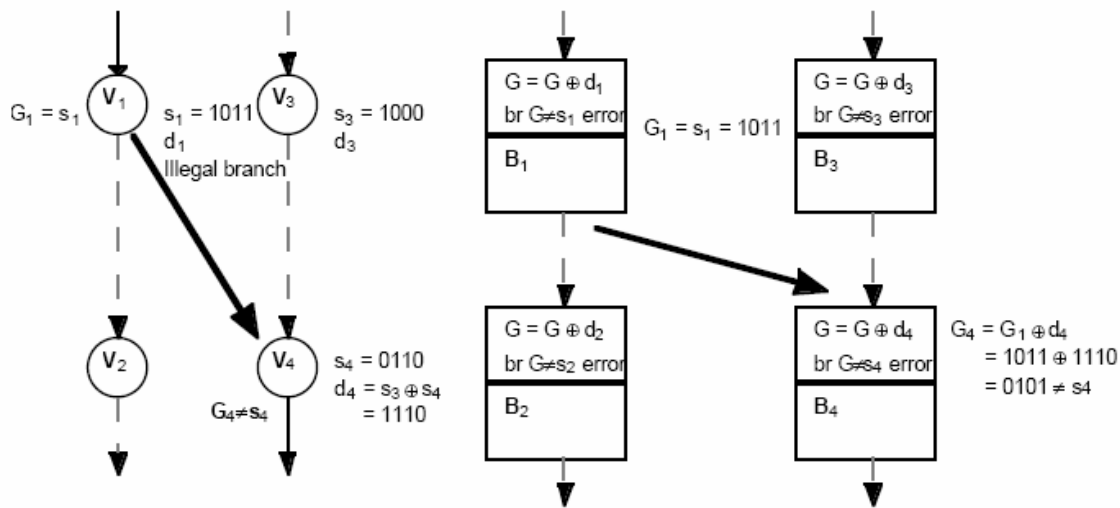 V₁
G₁ = s₁
s₁ = 1011
d₁
Illegal branch
V₃
s₃ = 1000
d₃
V₂
V₄
s₄ = 0110
d₄ = s₃ ⊕ s₄
= 1110
G₄≠s₄
G = G ⊕ d₁
br G≠s₁ error
B₁
G₁ = s₁ = 1011
G = G ⊕ d₃
br G≠s₃ error
B₃
G = G ⊕ d₂
br G≠s₂ error
B₂
G = G ⊕ d₄
br G≠s₄ error
B₄
G₄ = G₁ ⊕ d₄
= 1011 ⊕ 1110
= 0101 ≠ s₄